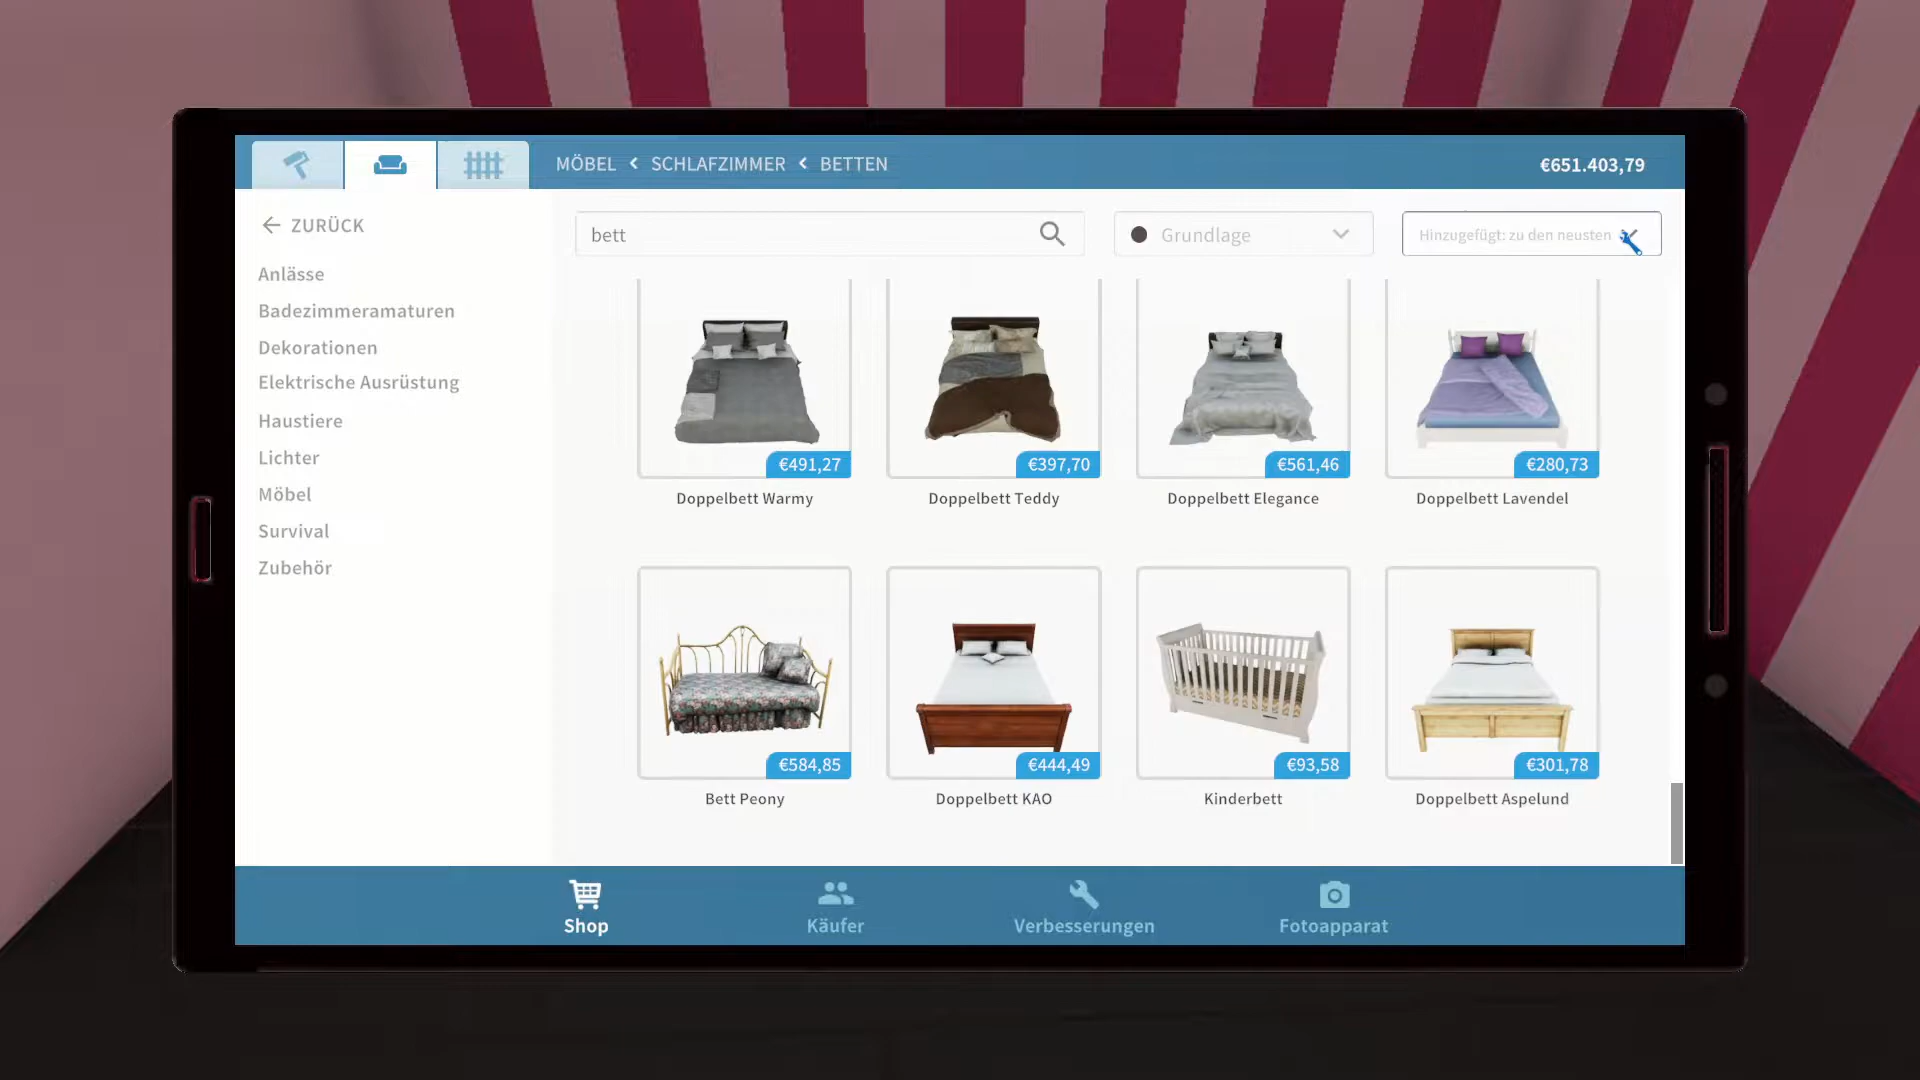 MÖBEL < SCHLAFZIMMER < BETTEN
€651.403,79
ZURÜCK
Anlässe
Badezimmeramaturen
Dekorationen
Elektrische Ausrüstung
Haustiere
Lichter
Möbel
Survival
Zubehör
bett
Grundlage
Hinzugefügt: zu den neusten
€491,27
€397,70
€561,46
€280,73
Doppelbett Warmy
Doppelbett Teddy
Doppelbett Elegance
Doppelbett Lavendel
€584,85
€444,49
€93,58
€301,78
Bett Peony
Doppelbett KAO
Kinderbett
Doppelbett Aspelund
Shop
Käufer
Verbesserungen
Fotoapparat